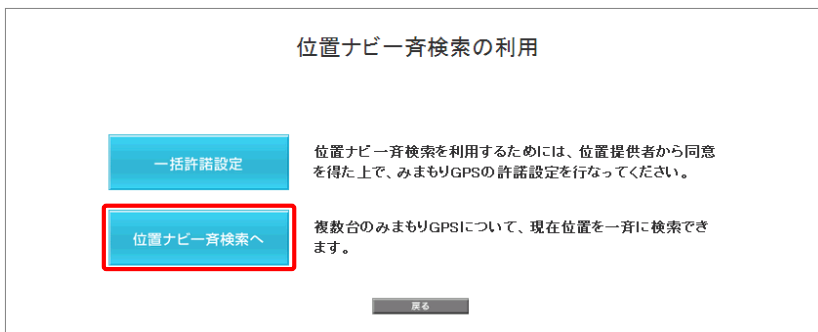 位置ナビ一斉検索の利用
一括許諾設定
位置ナビ一斉検索を利用するためには、位置提供者から同意
を得た上で、みまもりGPSの許諾設定を行なってください。
位置ナビ一斉検索へ
複数台のみまもりGPSについて、現在位置を一斉に検索でき
ます。
戻る